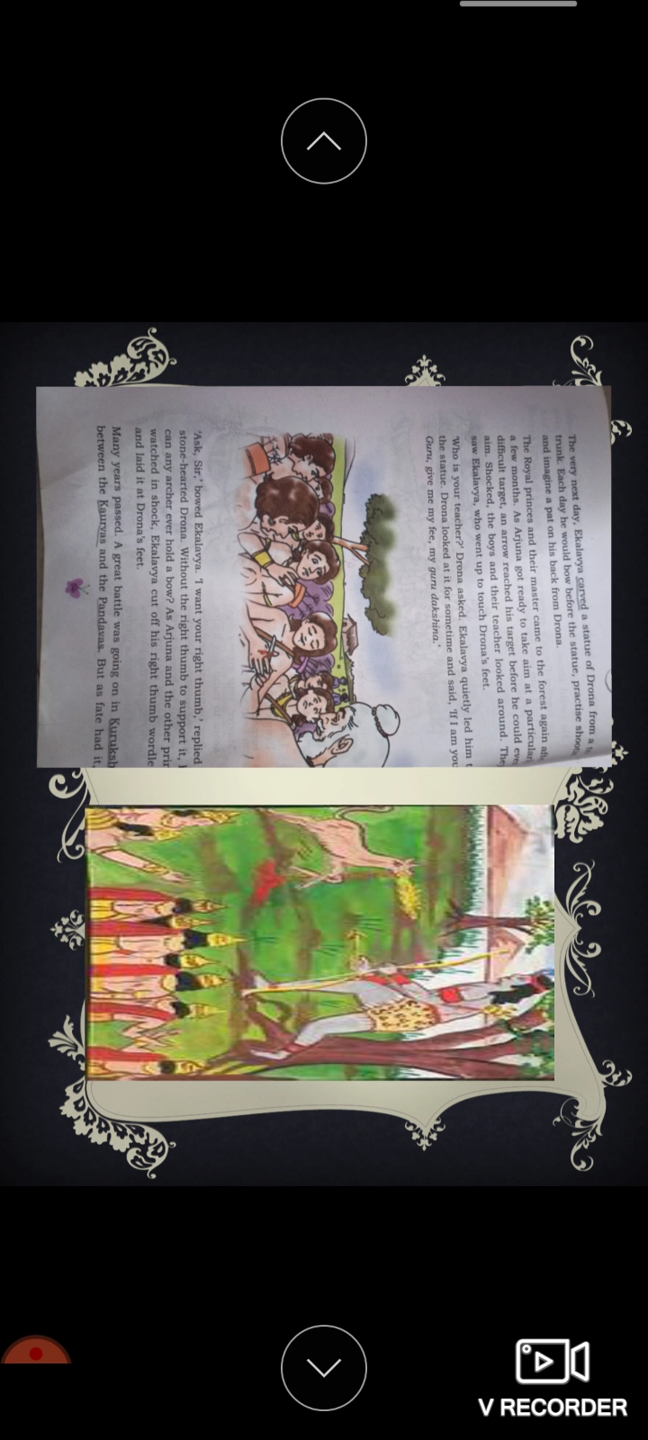 The very next day, Ekalavya carved a statue of Drona from a
trunk. Each day he would bow before the statue, practise
and imagine a pat on his back from Drona.
The Royal princes and their master came to the forest again
a few months. As Arjuna got ready to take aim at a particular
difficult target, an arrow reached his target before he could
aim. Shocked, the boys and their teacher looked around.
saw Ekalavya, who went up to touch Drona's feet.
'Who is your teacher?' Drona asked. Ekalavya quietly led him
the statue. Drona looked at it for sometime and said, 'If I am
Guru, give me my fee, my guru dakshina.'
'Ask, Sir,' bowed Ekalavya. 'I want your right thumb,' replied
stone-hearted Drona. Without the right thumb to support it,
can any archer ever hold a bow? As Arjuna and the other
watched in shock, Ekalavya cut off his right thumb
and laid it at Drona's feet.
Many years passed. A great battle was going on in
between the Kauryas and the Pandavas. But as fate had it,
V RECORDER